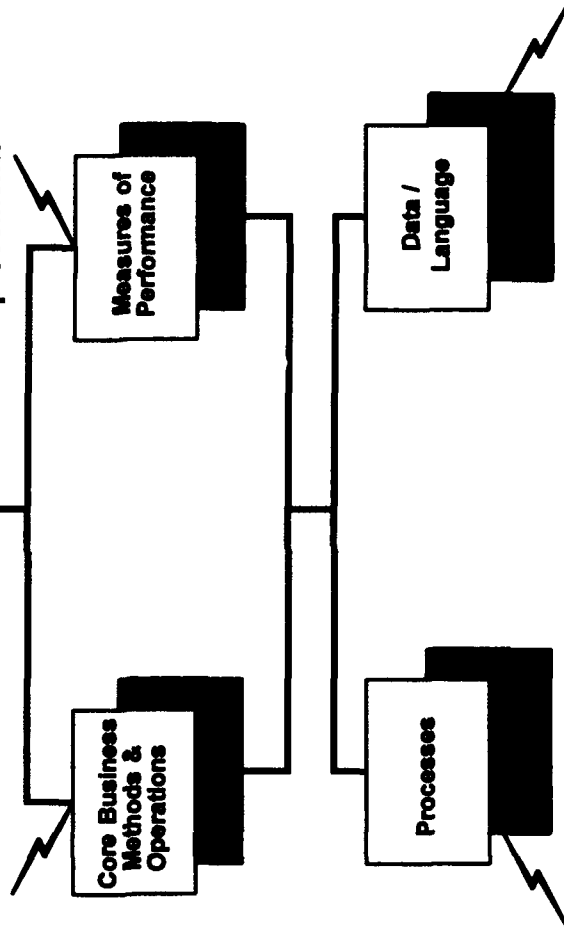 Core Business
Methods &
Operations
Measures of
Performance
Processes
Data /
Language